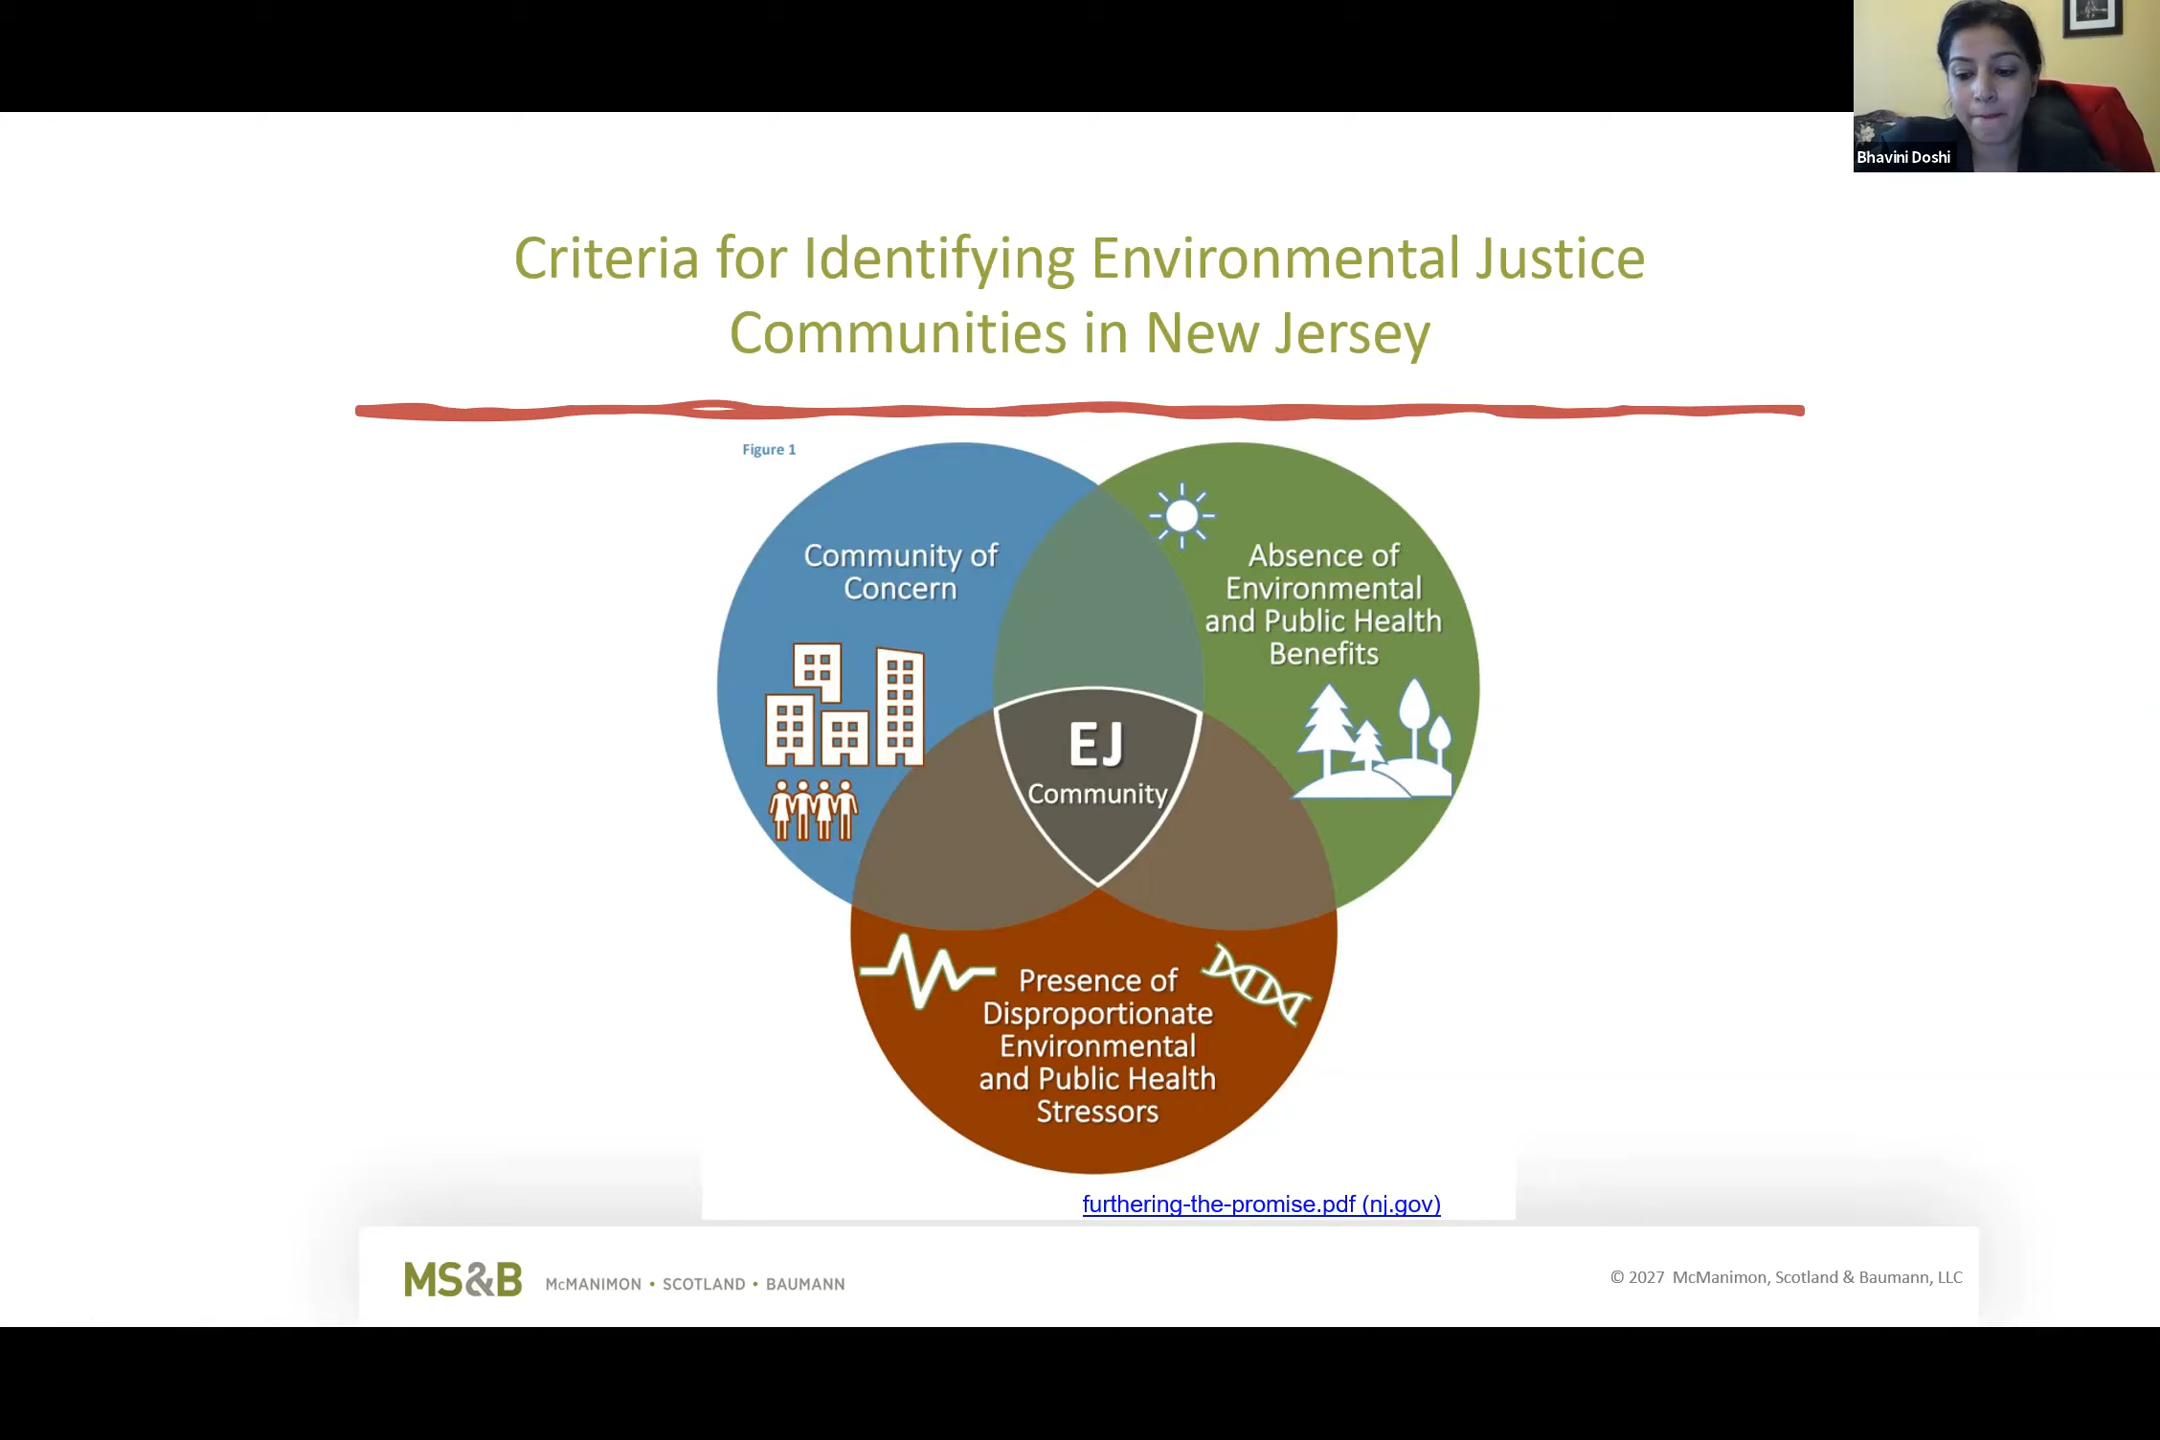 Bhavini Doshi
Criteria for Identifying Environmental Justice
Communities in New Jersey
Figure 1
Community of
Concern
Absence of
Environmental
and Public Health
Benefits
EJ
Community
Presence of
Disproportionate
Environmental
and Public Health
Stressors
furthering-the-promise.pdf (nj.gov)
MS&B McMANIMON • SCOTLAND • BAUMANN
© 2027 McManimon, Scotland & Baumann, LLC